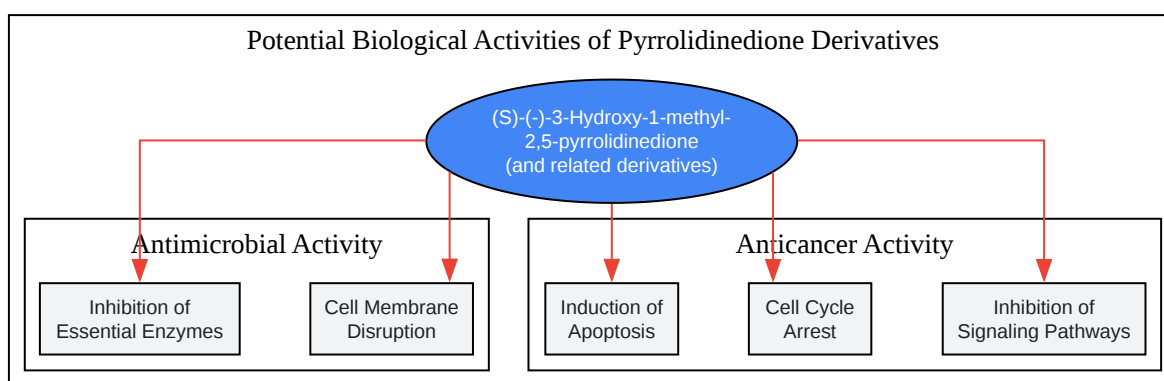 Potential Biological Activities of Pyrrolidinedione Derivatives
(S)-(-)-3-Hydroxy-1-methyl-
2,5-pyrrolidinedione
(and related derivatives)
Antimicrobial Activity
Anticancer Activity
Inhibition of
Essential Enzymes
Cell Membrane
Disruption
Induction of
Apoptosis
Cell Cycle
Arrest
Inhibition of
Signaling Pathways